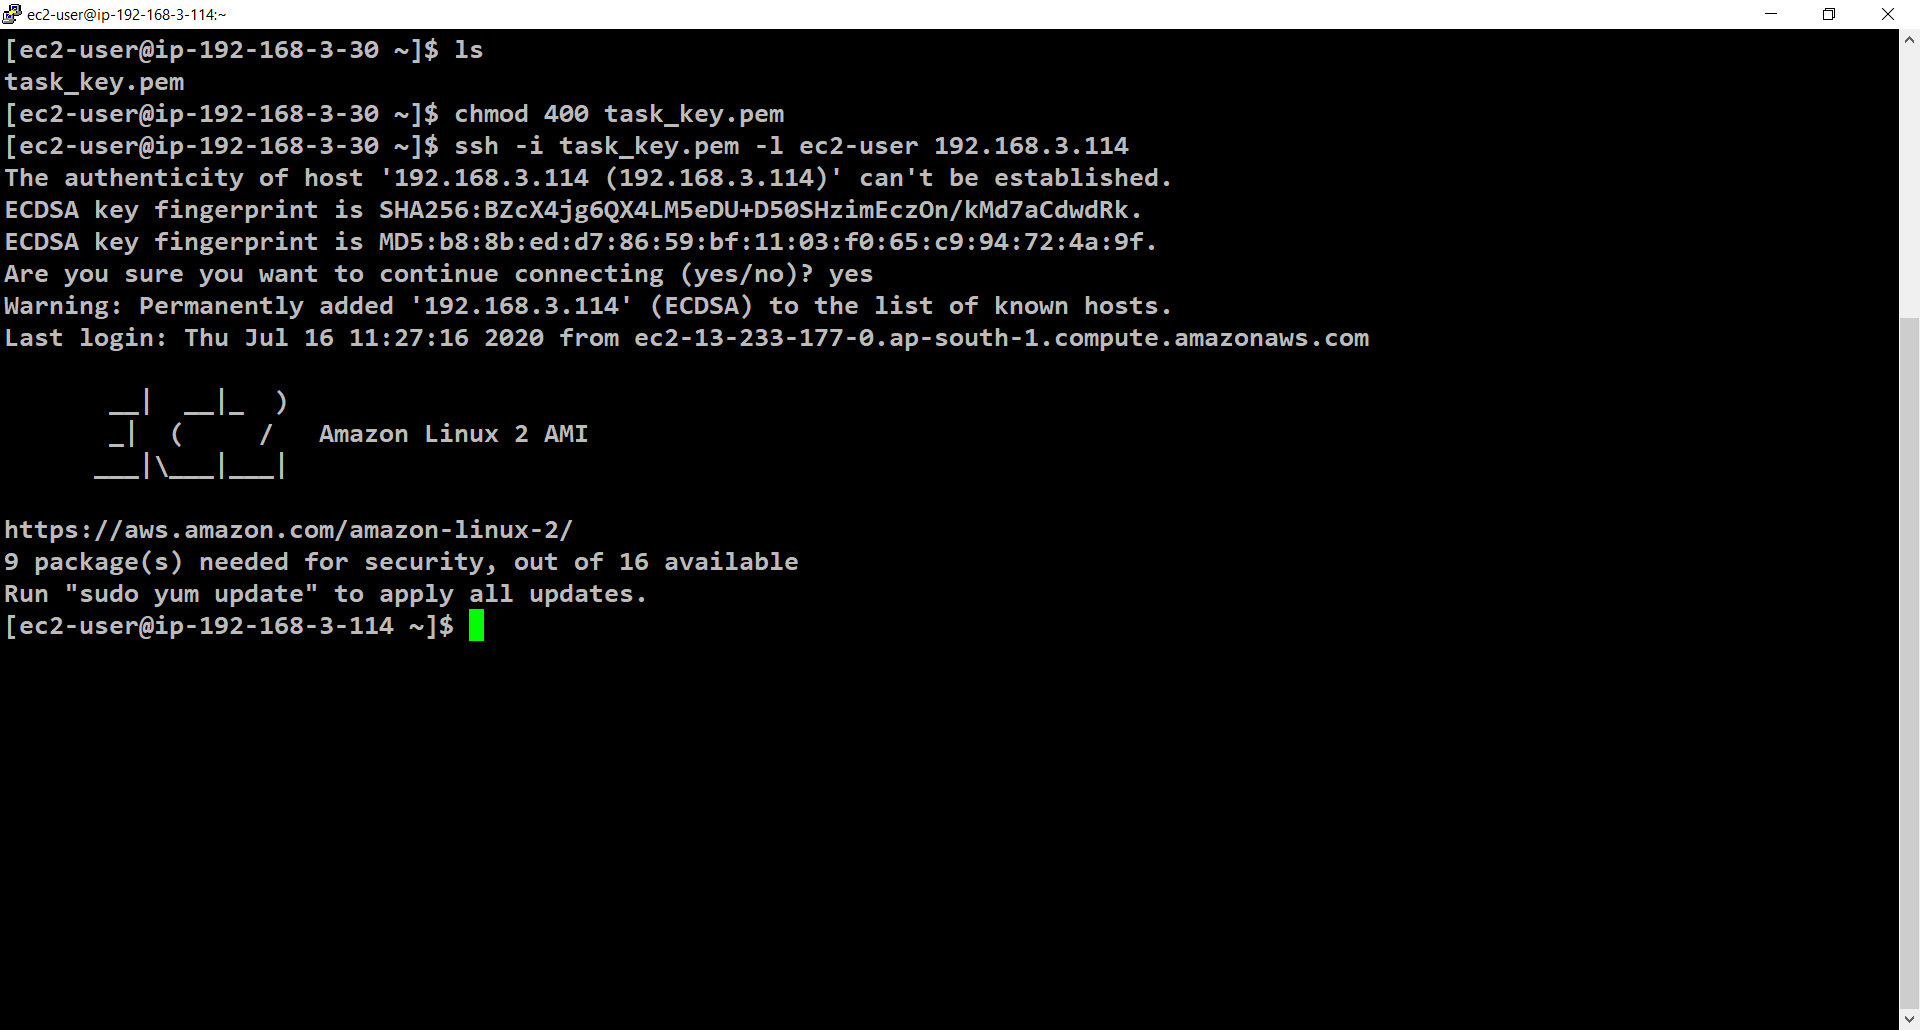 ec2-user@ip-192-168-3-114:~
[ec2-user@ip-192-168-3-30 ~]$ ls
task_key.pem
[ec2-user@ip-192-168-3-30 ~]$ chmod 400 task_key.pem
[ec2-user@ip-192-168-3-30 ~]$ ssh -i task_key.pem -l ec2-user 192.168.3.114
The authenticity of host '192.168.3.114 (192.168.3.114)' can't be established.
ECDSA key fingerprint is SHA256:BZcX4jg6QX4LM5eDU+D50SHzimEczOn/kMd7aCdwdRk.
ECDSA key fingerprint is MD5:b8:8b:ed:d7:86:59:bf:11:03:f0:65:c9:94:72:4a:9f.
Are you sure you want to continue connecting (yes/no)? yes
Warning: Permanently added '192.168.3.114' (ECDSA) to the list of known hosts.
Last login: Thu Jul 16 11:27:16 2020 from ec2-13-233-177-0.ap-south-1.compute.amazonaws.com
       __|  __|_  )
       _|  (     /   Amazon Linux 2 AMI
      ___|\___|___|
https://aws.amazon.com/amazon-linux-2/
9 package(s) needed for security, out of 16 available
Run "sudo yum update" to apply all updates.
[ec2-user@ip-192-168-3-114 ~]$